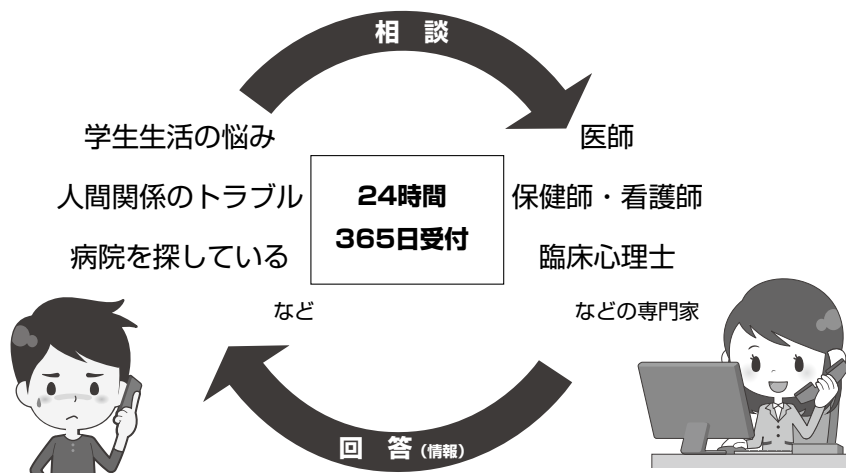 相 談
学生生活の悩み
人間関係のトラブル
病院を探している
など
24時間
365日受付
医師
保健師・看護師
臨床心理士
などの専門家
回 答(情報)